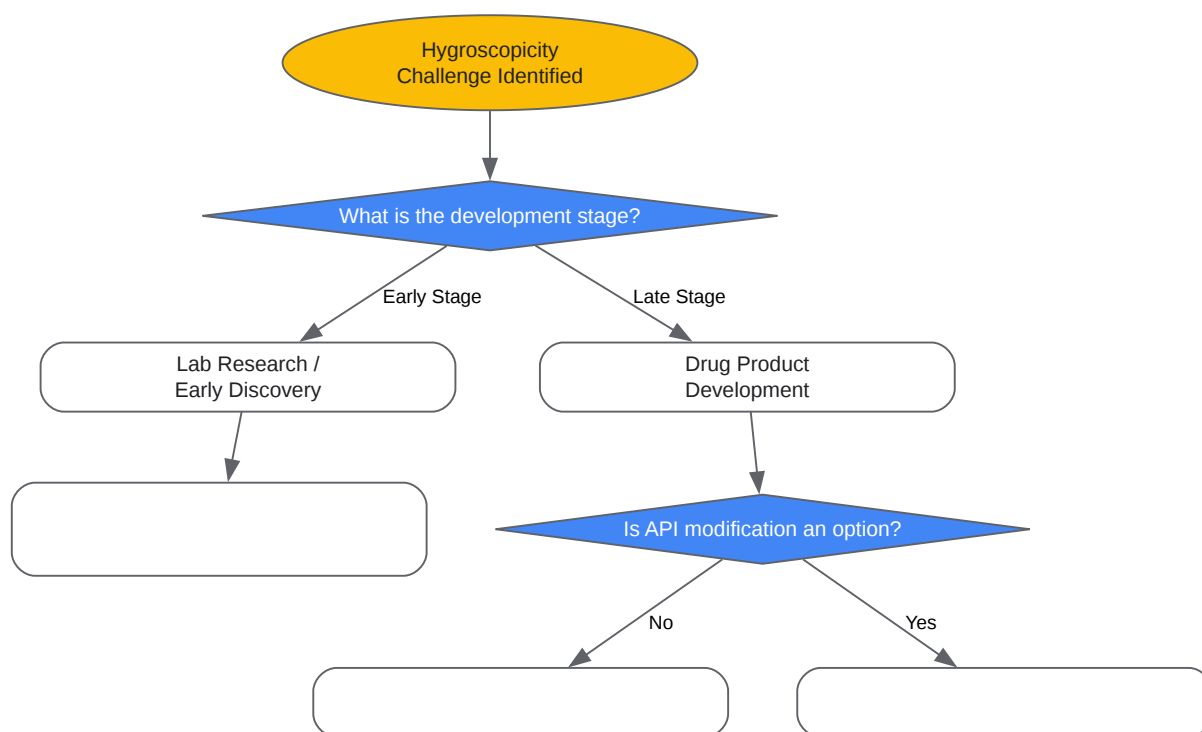 Hygroscopicity
Challenge Identified
What is the development stage?
Early Stage
Late Stage
Lab Research /
Early Discovery
Drug Product
Development
Is API modification an option?
No
Yes